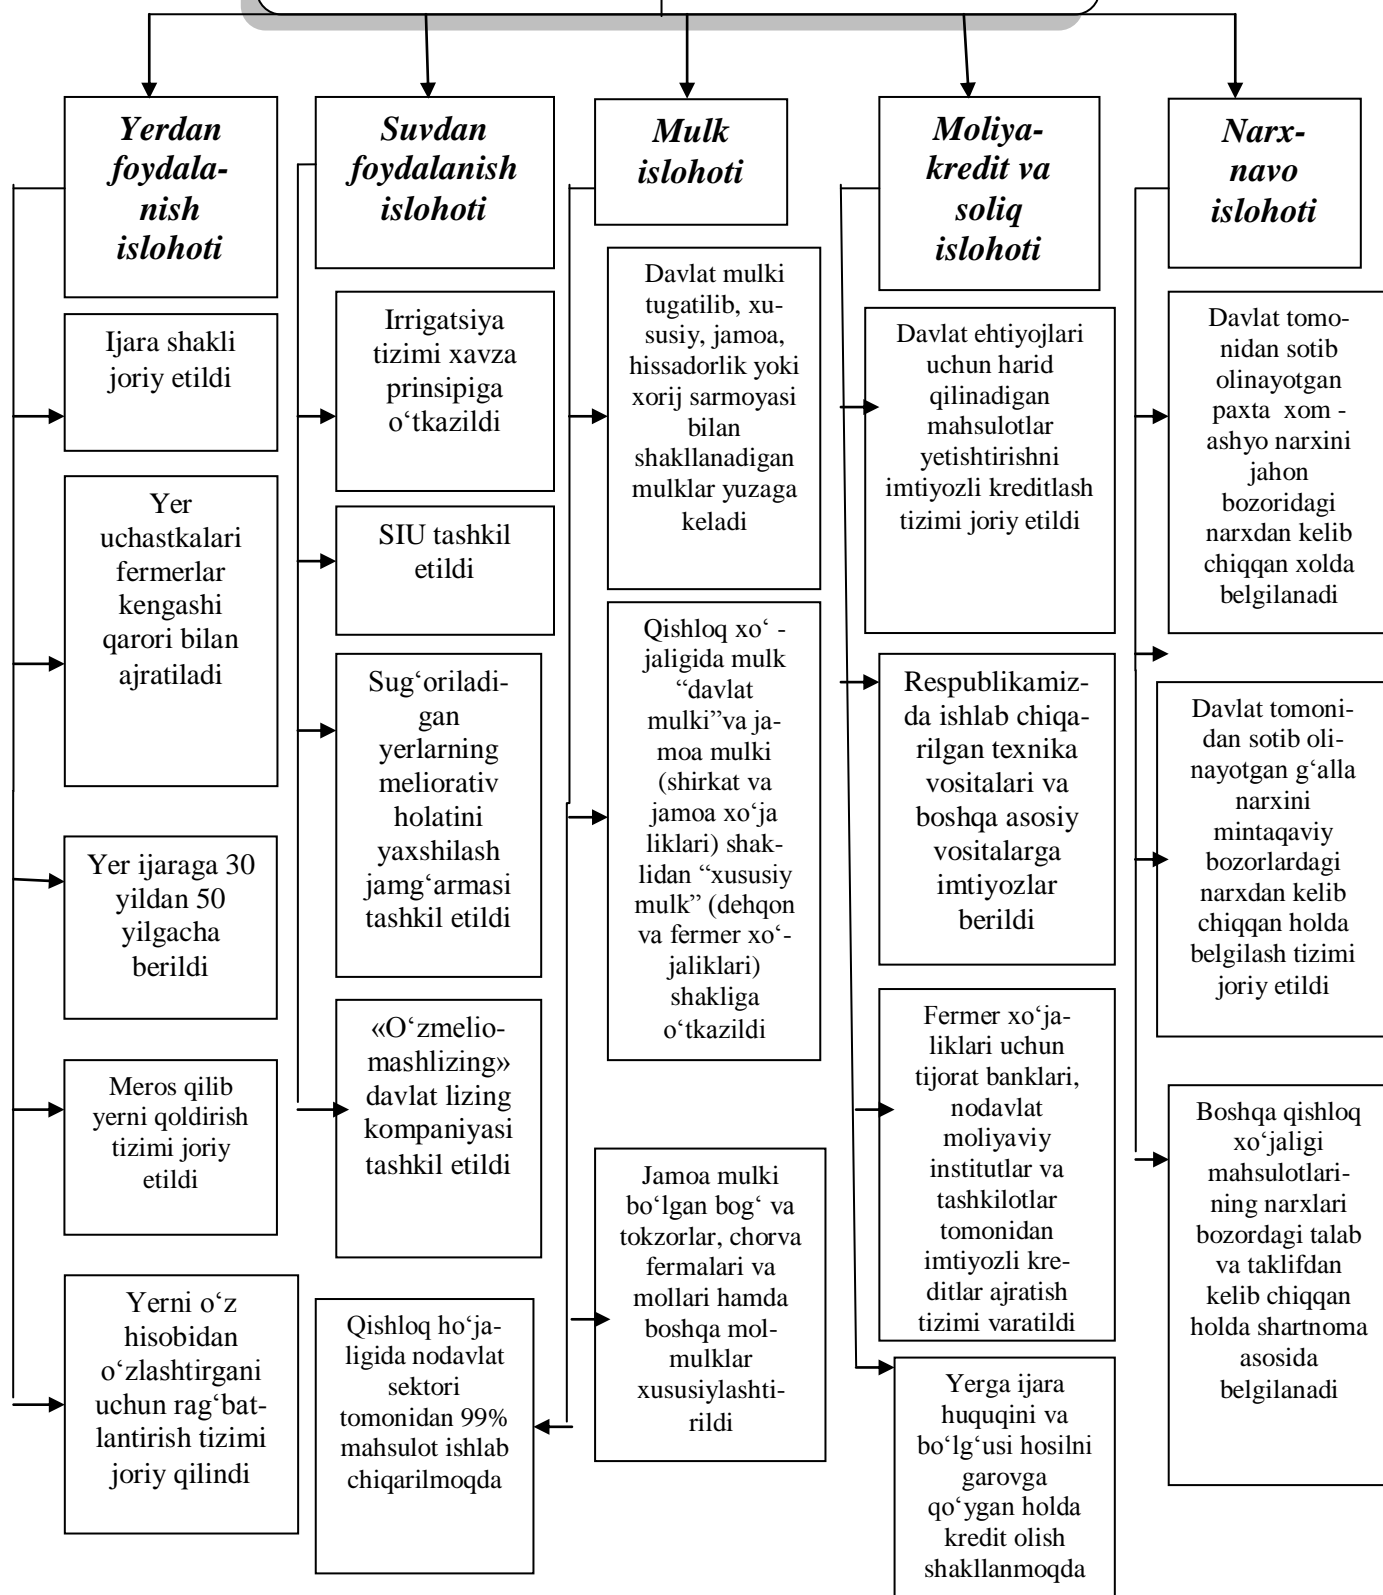 Yerdan
foydala-
nish
islohoti
Ijara shakli
joriy etildi
Yer
uchastkalari
fermerlar
kengashi
qarori bilan
ajratiladi
Yer ijaraga 30
yildan 50
yilgacha
berildi
Meros qilib
yerni qoldirish
tizimi joriy
etildi
Yerni o‘z
hisobidan
o‘zlashtirgani
uchun rag‘bat-
lantirish tizimi
joriy qilindi
Suvdan
foydalanish
islohoti
Irrigatsiya
tizimi xavza
prinsipiga
o‘tkazildi
SIU tashkil
etildi
Sug‘oriladi-
gan
yerlarning
meliorativ
holatini
yaxshilash
jamg‘armasi
tashkil etildi
«O‘zmelio-
mashlizing»
davlat lizing
kompaniyasi
tashkil etildi
Qishloq ho‘ja-
ligida nodavlat
sektori
tomonidan 99%
mahsulot ishlab
chiqarilmoqda
Mulk
islohoti
Davlat mulki
tugatilib, xu-
susiy, jamoa,
hissadorlik yoki
xorij sarmoyasi
bilan
shakllanadigan
mulklar yuzaga
keladi
Qishloq xo‘ -
jaligida mulk
“davlat
mulki”va ja-
moa mulki
(shirkat va
jamoa xo‘ja
liklari) shak-
lidan “xususiy
mulk” (dehqon
va fermer xo‘-
jaliklari)
shakliga
o‘tkazildi
Jamoa mulki
bo‘lgan bog‘ va
tokzorlar, chorva
fermalari va
mollari hamda
boshqa mol-
mulklar
xususiylashti-
rildi
Moliya-
kredit va
soliq
islohoti
Davlat ehtiyojlari
uchun harid
qilinadigan
mahsulotlar
yetishtirishni
imtiyozli kreditlash
tizimi joriy etildi
Respublikamiz-
da ishlab chiqa-
rilgan texnika
vositalari va
boshqa asosiy
vositalarga
imtiyozlar
berildi
Fermer xo‘ja-
liklari uchun
tijorat banklari,
nodavlat
moliyaviy
institutlar va
tashkilotlar
tomonidan
imtiyozli kre-
ditlar ajratish
tizimi varatildi
Yerga ijara
huquqini va
bo‘lg‘usi hosilni
garovga
qo‘ygan holda
kredit olish
shakllanmoqda
Narx-
navo
islohoti
Davlat tomo-
nidan sotib
olinayotgan
paxta xom -
ashyo narxini
jahon
bozoridagi
narxdan kelib
chiqqan xolda
belgilanadi
Davlat tomoni-
dan sotib oli-
nayotgan g‘alla
narxini
mintaqaviy
bozorlardagi
narxdan kelib
chiqqan holda
belgilash tizimi
joriy etildi
Boshqa qishloq
xo‘jaligi
mahsulotlari-
ning narxlari
bozordagi talab
va taklifdan
kelib chiqqan
holda shartnoma
asosida
belgilanadi